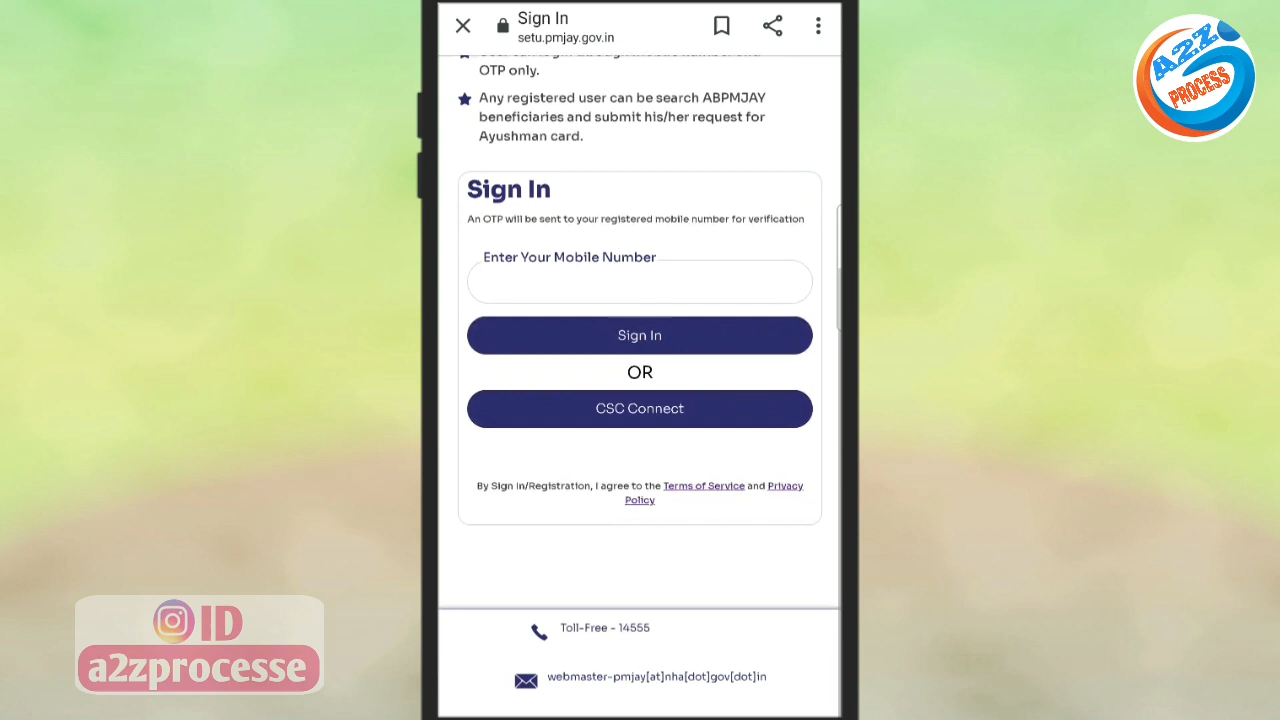 Sign In
setu.pmjay.gov.in
OTP only.
Any registered user can be search ABPMJAY
beneficiaries and submit his/her request for
Ayushman card.
Sign In
An OTP will be sent to your registered mobile number for verification
Enter Your Mobile Number
Sign In
OR
CSC Connect
By Sign In/Registration, I agree to the Terms of Service and Privacy
Policy
Toll-Free - 14555
webmaster-pmjay[at]nha[dot]gov[dot]in
A2Z
PROCESS
ID
a2zprocesse